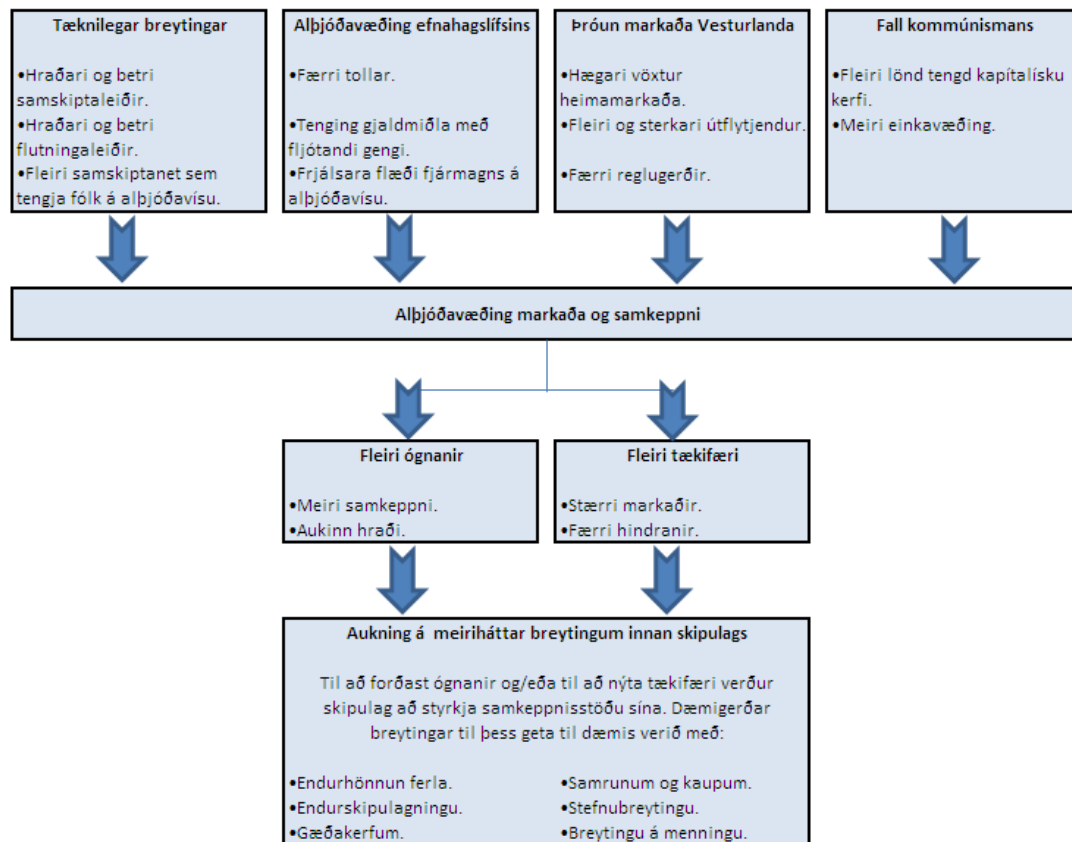 Tæknilegar breytingar
•Hraðari og betri
samskiptaleiðir.
•Hraðari og betri
flutningaleiðir.
•Fleiri samskiptanet sem
tengja fólk á alþjóðavísu.
Alþjóðavæðing efnahagslífsins
•Færri tollar.
•Tenging gjaldmiðla með
fljótandi gengi.
•Frjálsara flæði fjármagns á
alþjóðavísu.
Þróun markaða Vesturlanda
•Hægari vöxtur
heimamarkaða.
•Fleiri og sterkari útflytjendur.
•Færri reglugerðir.
Fall kommúnismans
•Fleiri lönd tengd kapítalísku
kerfi.
•Meiri einkavæðing.
Alþjóðavæðing markaða og samkeppni
Fleiri ógnanir
•Meiri samkeppni.
•Aukinn hraði.
Fleiri tækifæri
•Stærri markaðir.
•Færri hindranir.
Aukning á meiriháttar breytingum innan skipulags
Til að forðast ógnanir og/eða til að nýta tækifæri verður
skipulag að styrkja samkeppnisstöðu sína. Dæmigerðar
breytingar til þess geta til dæmis verið með:
•Endurhönnun ferla.
•Endurskipulagningu.
•Gæðakerfum.
•Samrunum og kaupum.
•Stefnubreytingu.
•Breytingu á menningu.